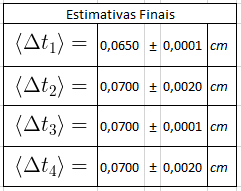 Estimativas Finais
⟨Δt₁⟩ = 0,0650 ± 0,0001 cm
⟨Δt₂⟩ = 0,0700 ± 0,0020 cm
⟨Δt₃⟩ = 0,0700 ± 0,0001 cm
⟨Δt₄⟩ = 0,0700 ± 0,0020 cm